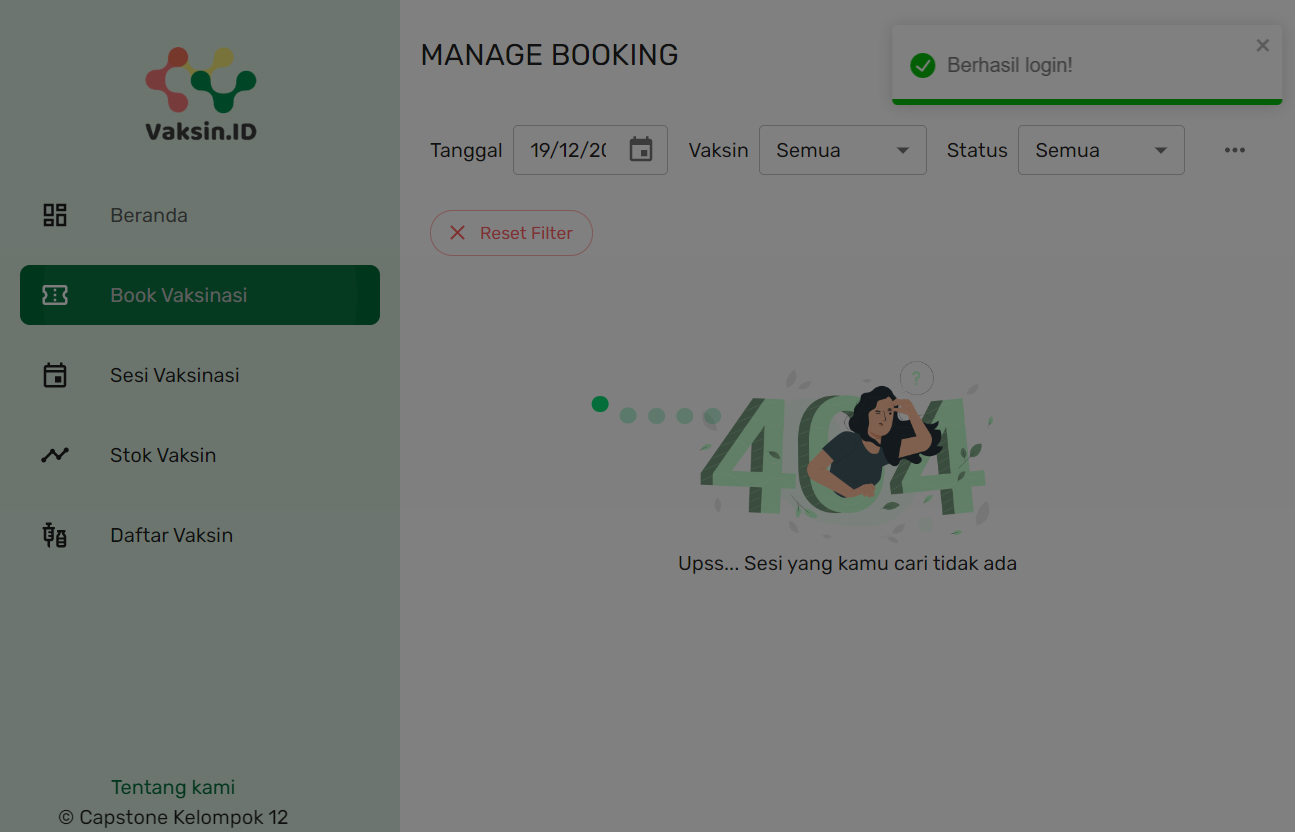 Vaksin.ID
Beranda
Book Vaksinasi
Sesi Vaksinasi
Stok Vaksin
Daftar Vaksin
Tentang kami
© Capstone Kelompok 12
MANAGE BOOKING
Berhasil login!
Tanggal 19/12/20 Vaksin Semua Status Semua
Reset Filter
?
404
Upss... Sesi yang kamu cari tidak ada